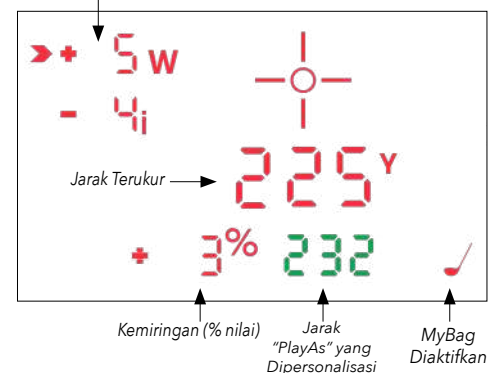 + 5 W
- 4i
Jarak Terukur
225 Y
+ 3% 232
Kemiringan (% nilai)
Jarak
"PlayAs" yang
Dipersonalisasi
MyBag
Diaktifkan